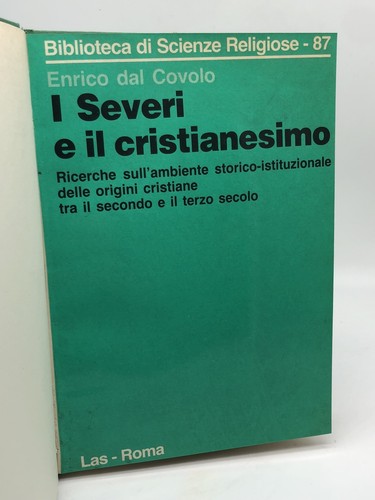 Biblioteca di Scienze Religiose - 87
Enrico dal Covolo
I Severi
e il cristianesimo
Ricerche sull'ambiente storico-istituzionale
delle origini cristiane
tra il secondo e il terzo secolo
Las - Roma